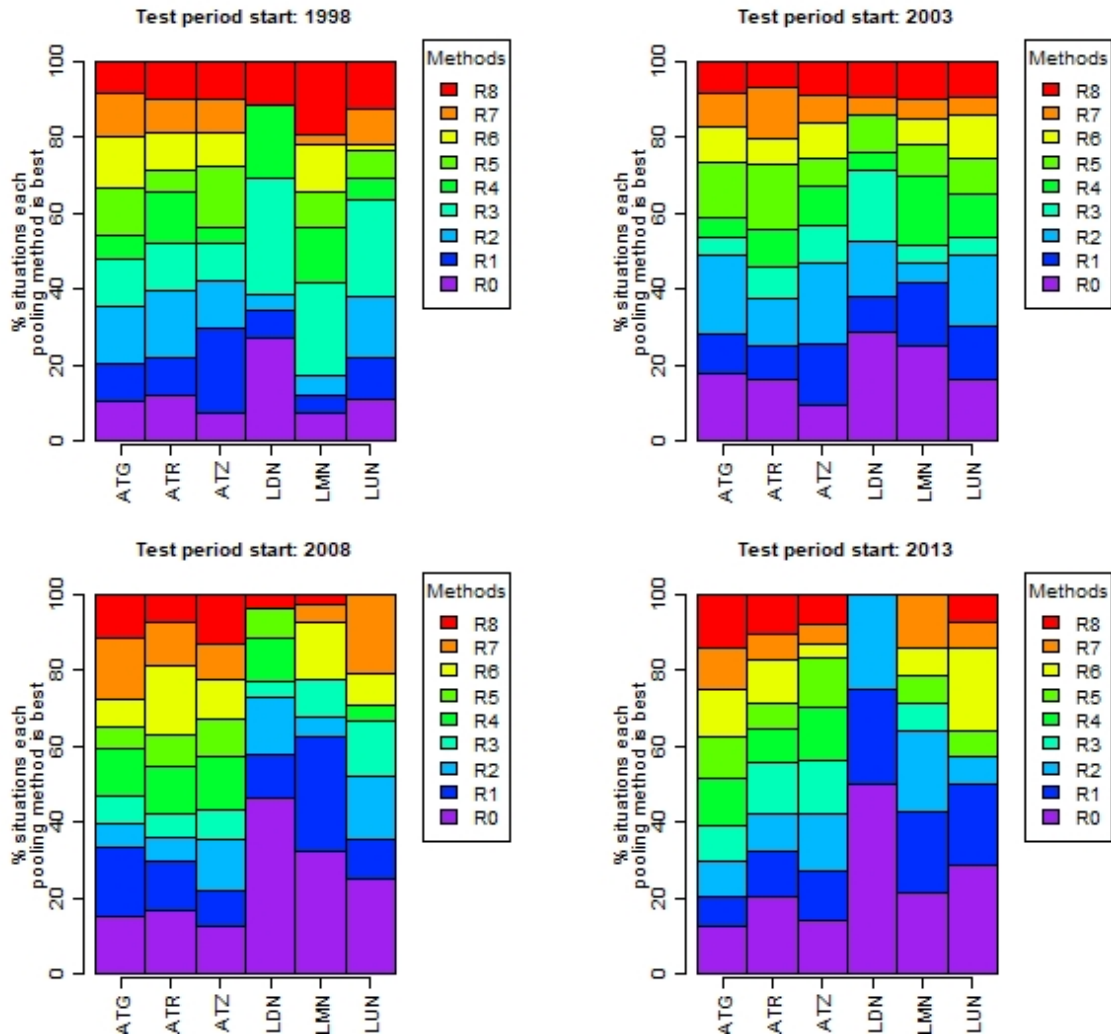 Test period start: 1998
% situations each
pooling method is best
0 20 40 60 80 100
ATG ATR ATZ LDN LMN LUN
Methods
R8
R7
R6
R5
R4
R3
R2
R1
R0
Test period start: 2003
% situations each
pooling method is best
0 20 40 60 80 100
ATG ATR ATZ LDN LMN LUN
Methods
R8
R7
R6
R5
R4
R3
R2
R1
R0
Test period start: 2008
% situations each
pooling method is best
0 20 40 60 80 100
ATG ATR ATZ LDN LMN LUN
Methods
R8
R7
R6
R5
R4
R3
R2
R1
R0
Test period start: 2013
% situations each
pooling method is best
0 20 40 60 80 100
ATG ATR ATZ LDN LMN LUN
Methods
R8
R7
R6
R5
R4
R3
R2
R1
R0